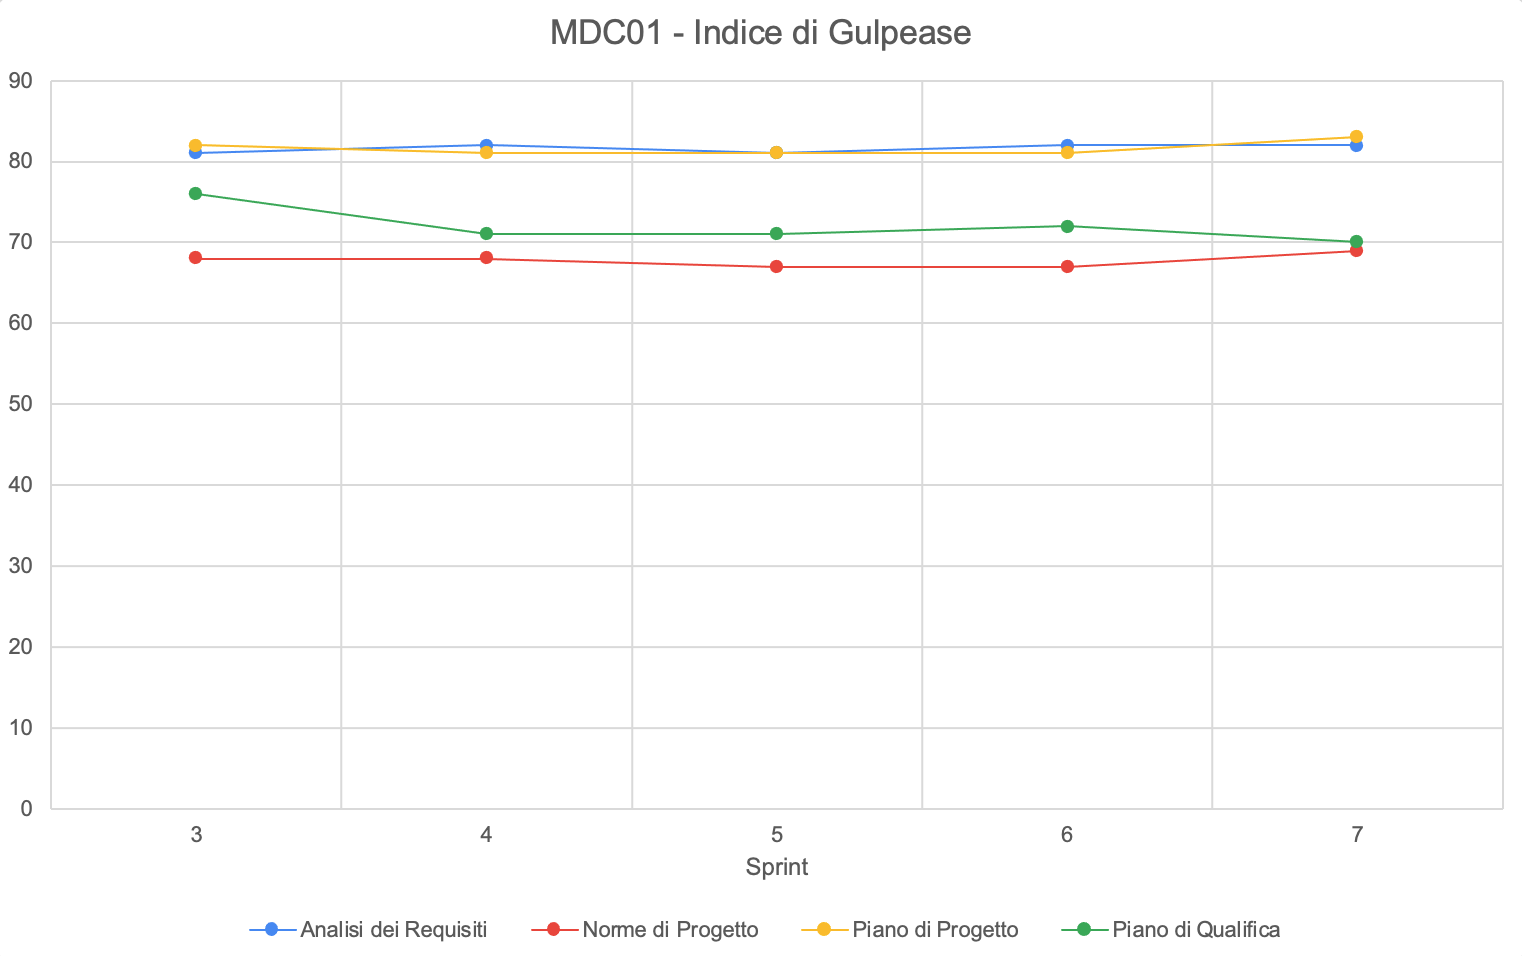 MDC01 - Indice di Gulpease
90
80
70
60
50
40
30
20
10
0
3 4 5 6 7
Sprint
Analisi dei Requisiti Norme di Progetto Piano di Progetto Piano di Qualifica